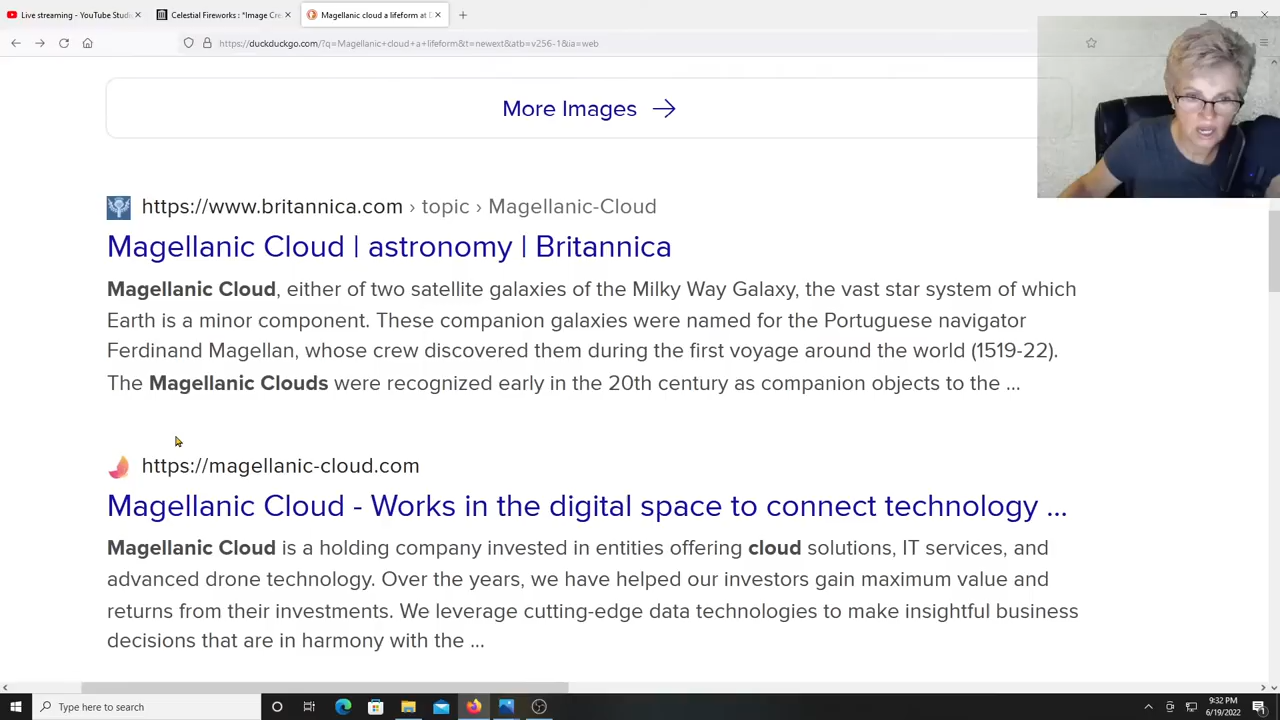 Live streaming - YouTube Studi
Celestial Fireworks : *Image Cre
Magellanic cloud a lifeform at D
https://duckduckgo.com/?q=Magellanic+cloud+a+lifeform&t=newext&atb=v256-1&ia=web
More Images
https://www.britannica.com › topic › Magellanic-Cloud
Magellanic Cloud | astronomy | Britannica
Magellanic Cloud, either of two satellite galaxies of the Milky Way Galaxy, the vast star system of which
Earth is a minor component. These companion galaxies were named for the Portuguese navigator
Ferdinand Magellan, whose crew discovered them during the first voyage around the world (1519-22).
The Magellanic Clouds were recognized early in the 20th century as companion objects to the ...
https://magellanic-cloud.com
Magellanic Cloud - Works in the digital space to connect technology ...
Magellanic Cloud is a holding company invested in entities offering cloud solutions, IT services, and
advanced drone technology. Over the years, we have helped our investors gain maximum value and
returns from their investments. We leverage cutting-edge data technologies to make insightful business
decisions that are in harmony with the ...
Type here to search
9:32 PM
6/19/2022